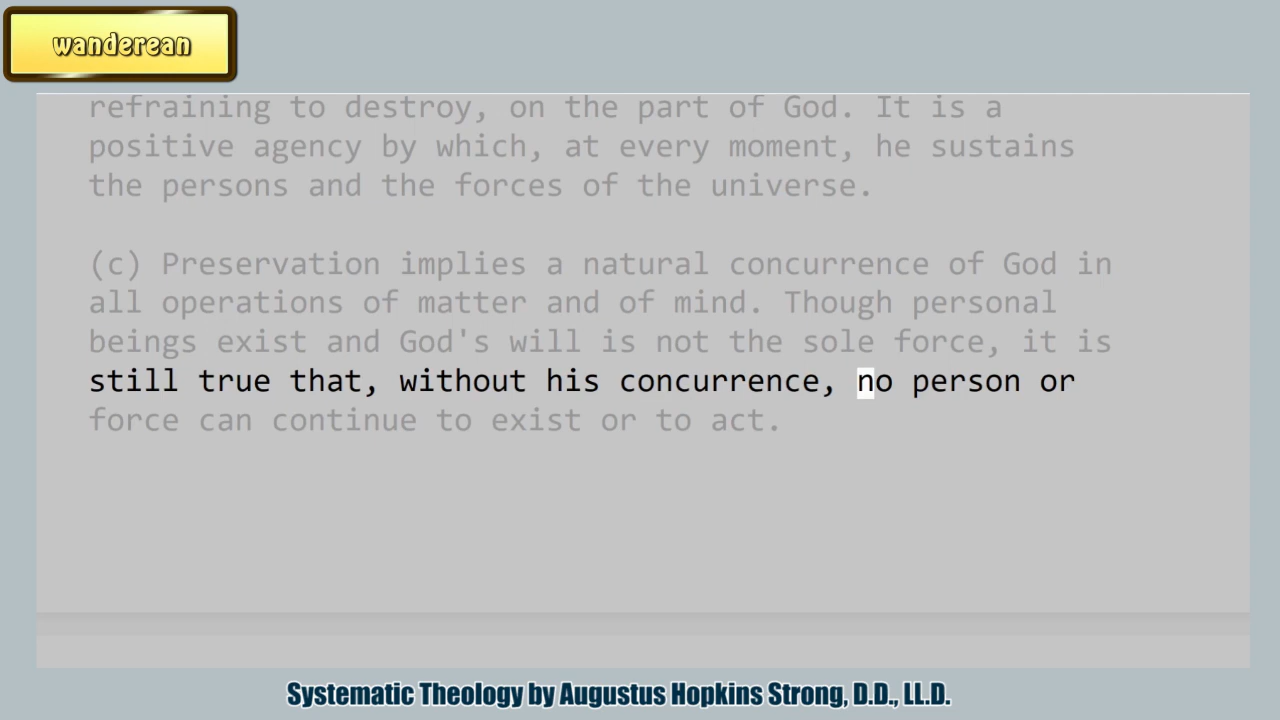 wanderean
refraining to destroy, on the part of God. It is a
positive agency by which, at every moment, he sustains
the persons and the forces of the universe.
(c) Preservation implies a natural concurrence of God in
all operations of matter and of mind. Though personal
beings exist and God's will is not the sole force, it is
still true that, without his concurrence, no person or
force can continue to exist or to act.
Systematic Theology by Augustus Hopkins Strong, D.D., LL.D.